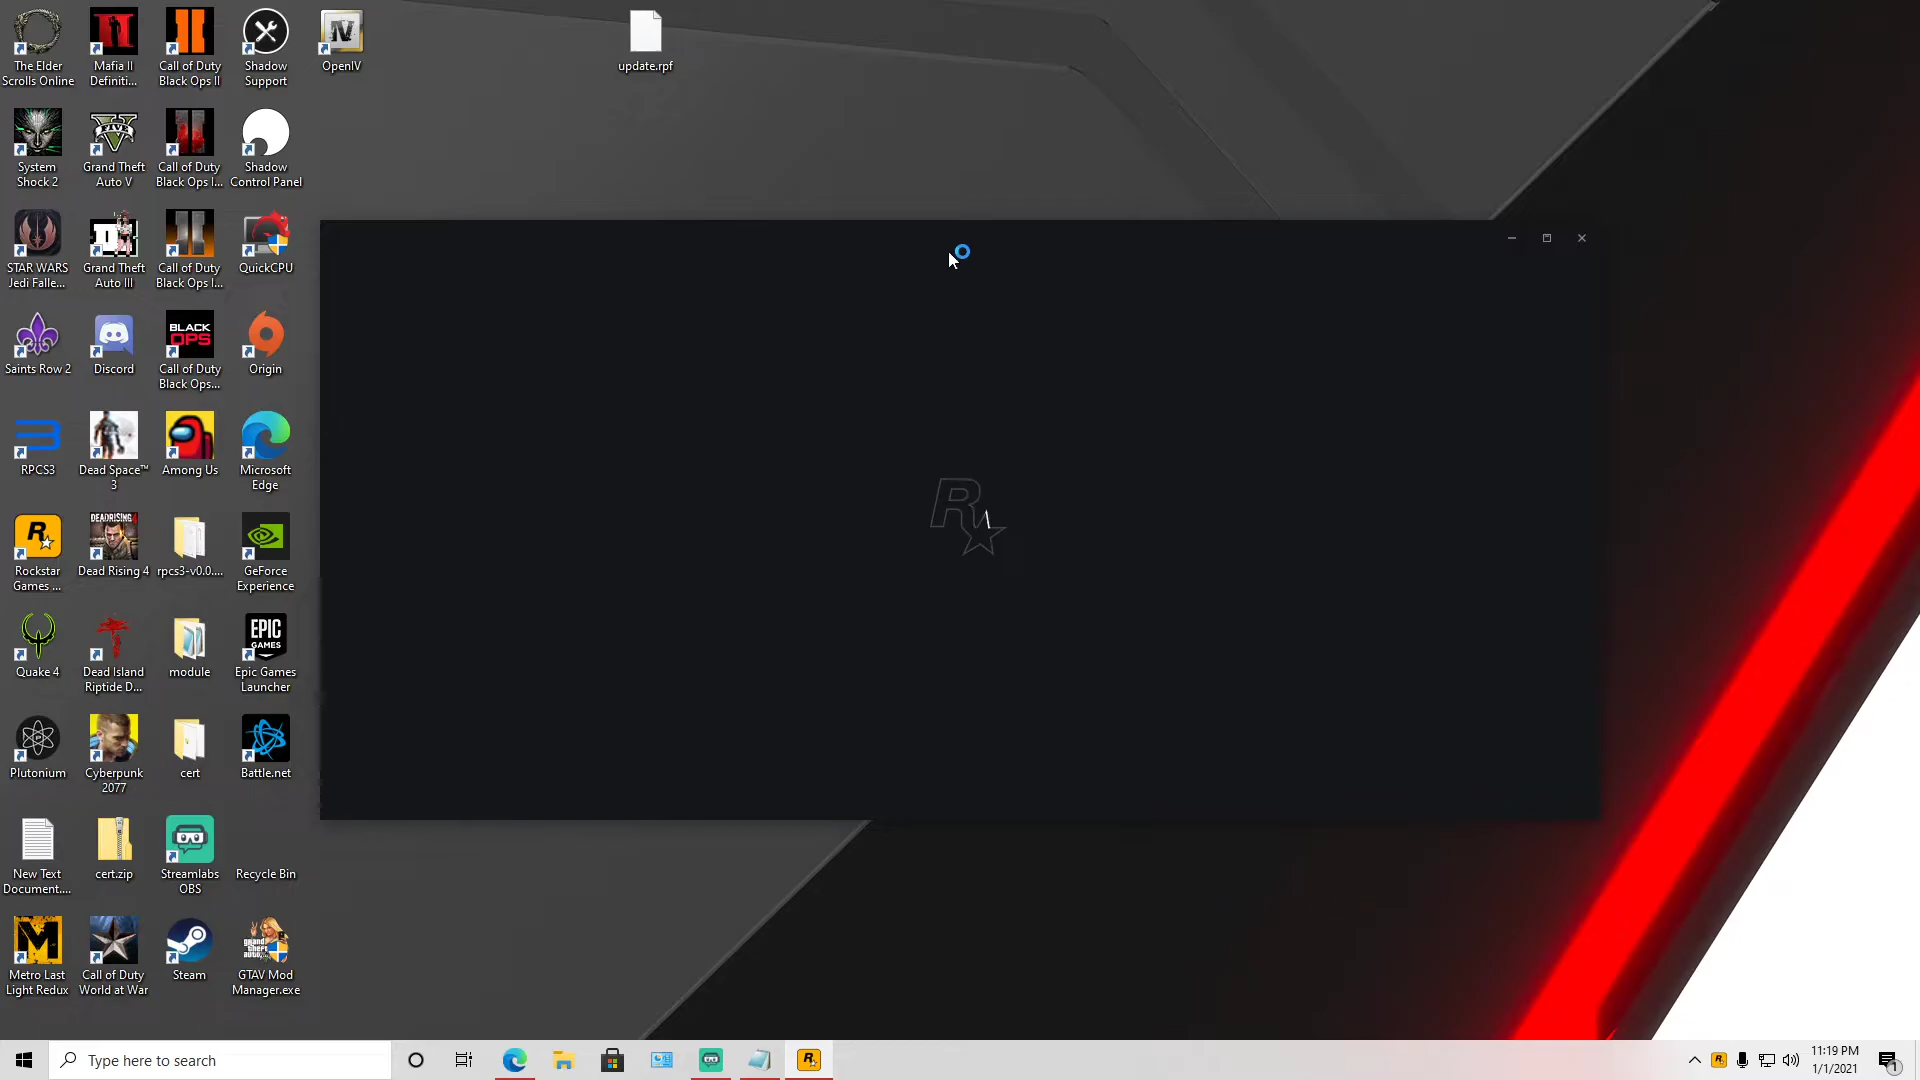 The Elder
Scrolls Online
Mafia II
Definiti...
Call of Duty
Black Ops II
Shadow
Support
OpenIV
update.rpf
System
Shock 2
Grand Theft
Auto V
Call of Duty
Black Ops I...
Shadow
Control Panel
STAR WARS
Jedi Falle...
Grand Theft
Auto III
Call of Duty
Black Ops I...
QuickCPU
Saints Row 2
Discord
BLACK
OPS
Call of Duty
Black Ops...
Origin
RPCS3
Dead Space™
3
Among Us
Microsoft
Edge
Rockstar
Games ...
DEADRISING 4
Dead Rising 4
rpcs3-v0.0....
GeForce
Experience
Quake 4
Dead Island
Riptide D...
module
EPIC
GAMES
Epic Games
Launcher
Plutonium
Cyberpunk
2077
cert
Battle.net
New Text
Document....
cert.zip
Streamlabs
OBS
Recycle Bin
Metro Last
Light Redux
Call of Duty
World at War
Steam
GTAV Mod
Manager.exe
Type here to search
11:19 PM
1/1/2021
1